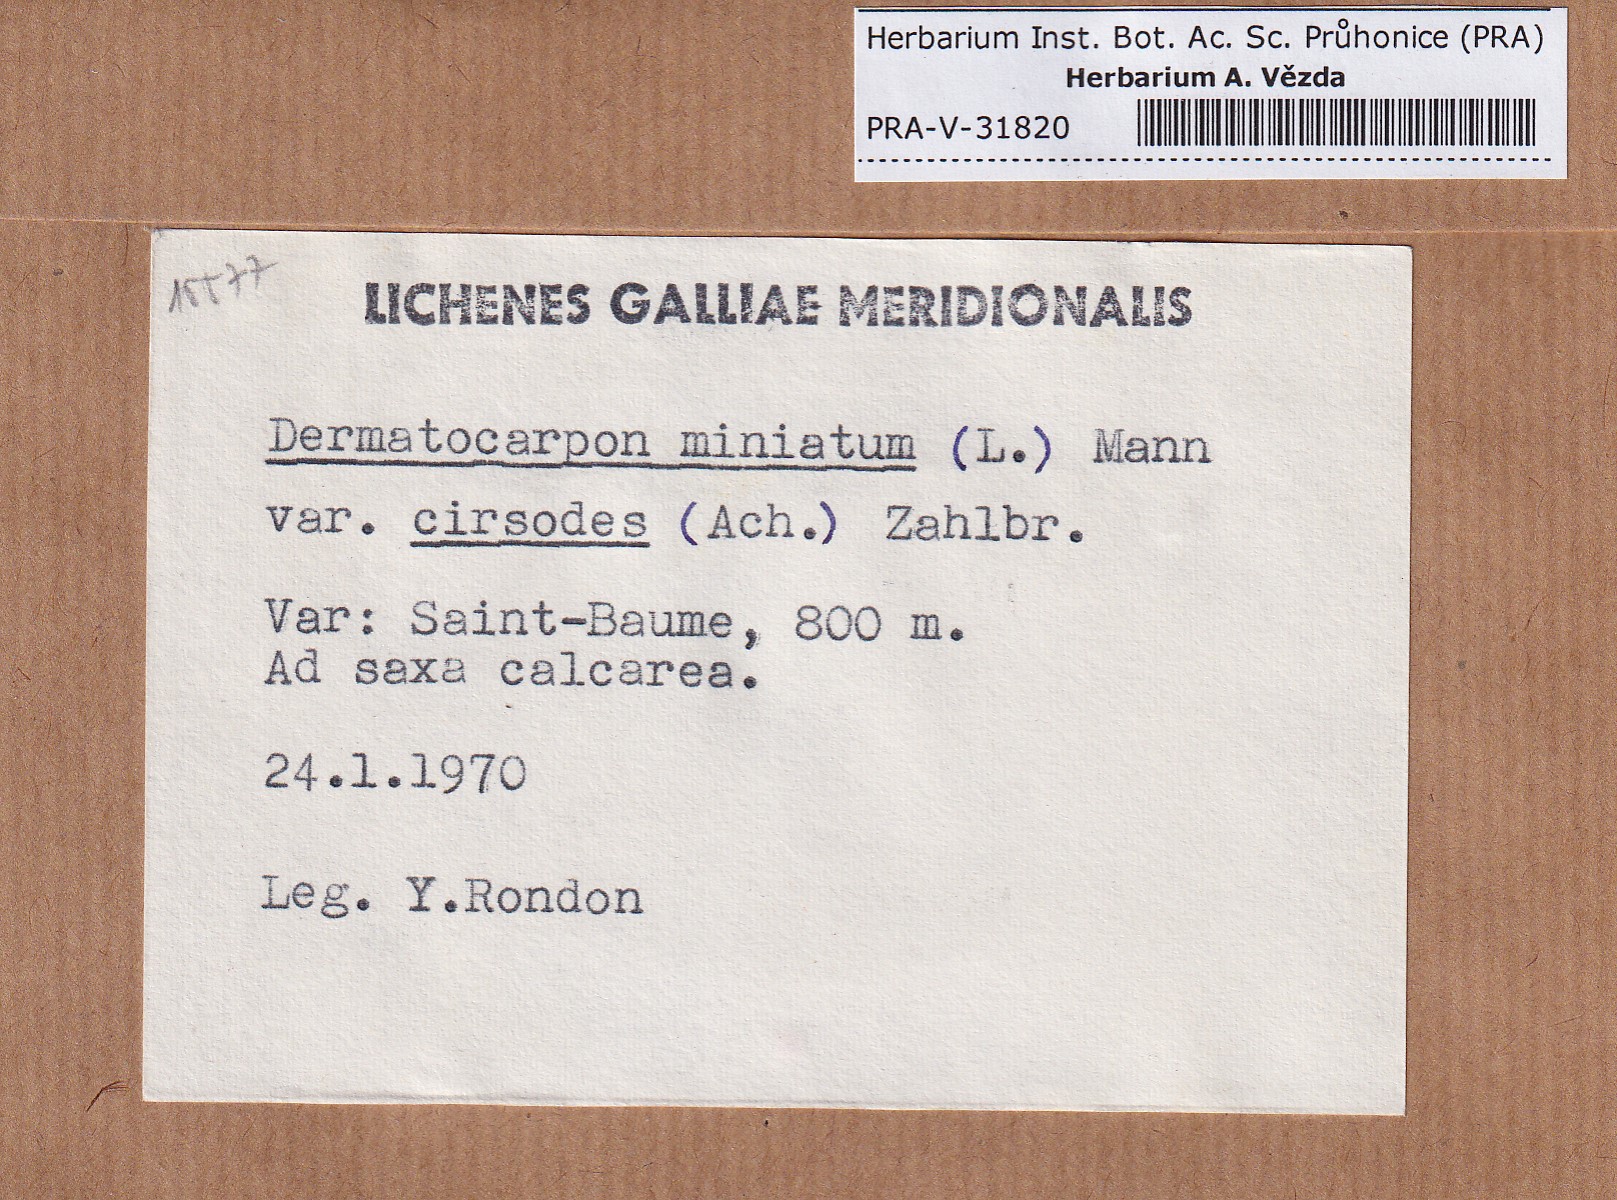 Herbarium Inst. Bot. Ac. Sc. Průhonice (PRA)
Herbarium A. Vězda
PRA-V-31820
15577
LICHENES GALLIAE MERIDIONALIS
Dermatocarpon miniatum (L.) Mann
var. cirsodes (Ach.) Zahlbr.
Var: Saint-Baume, 800 m.
Ad saxa calcarea.
24.1.1970
Leg. Y.Rondon